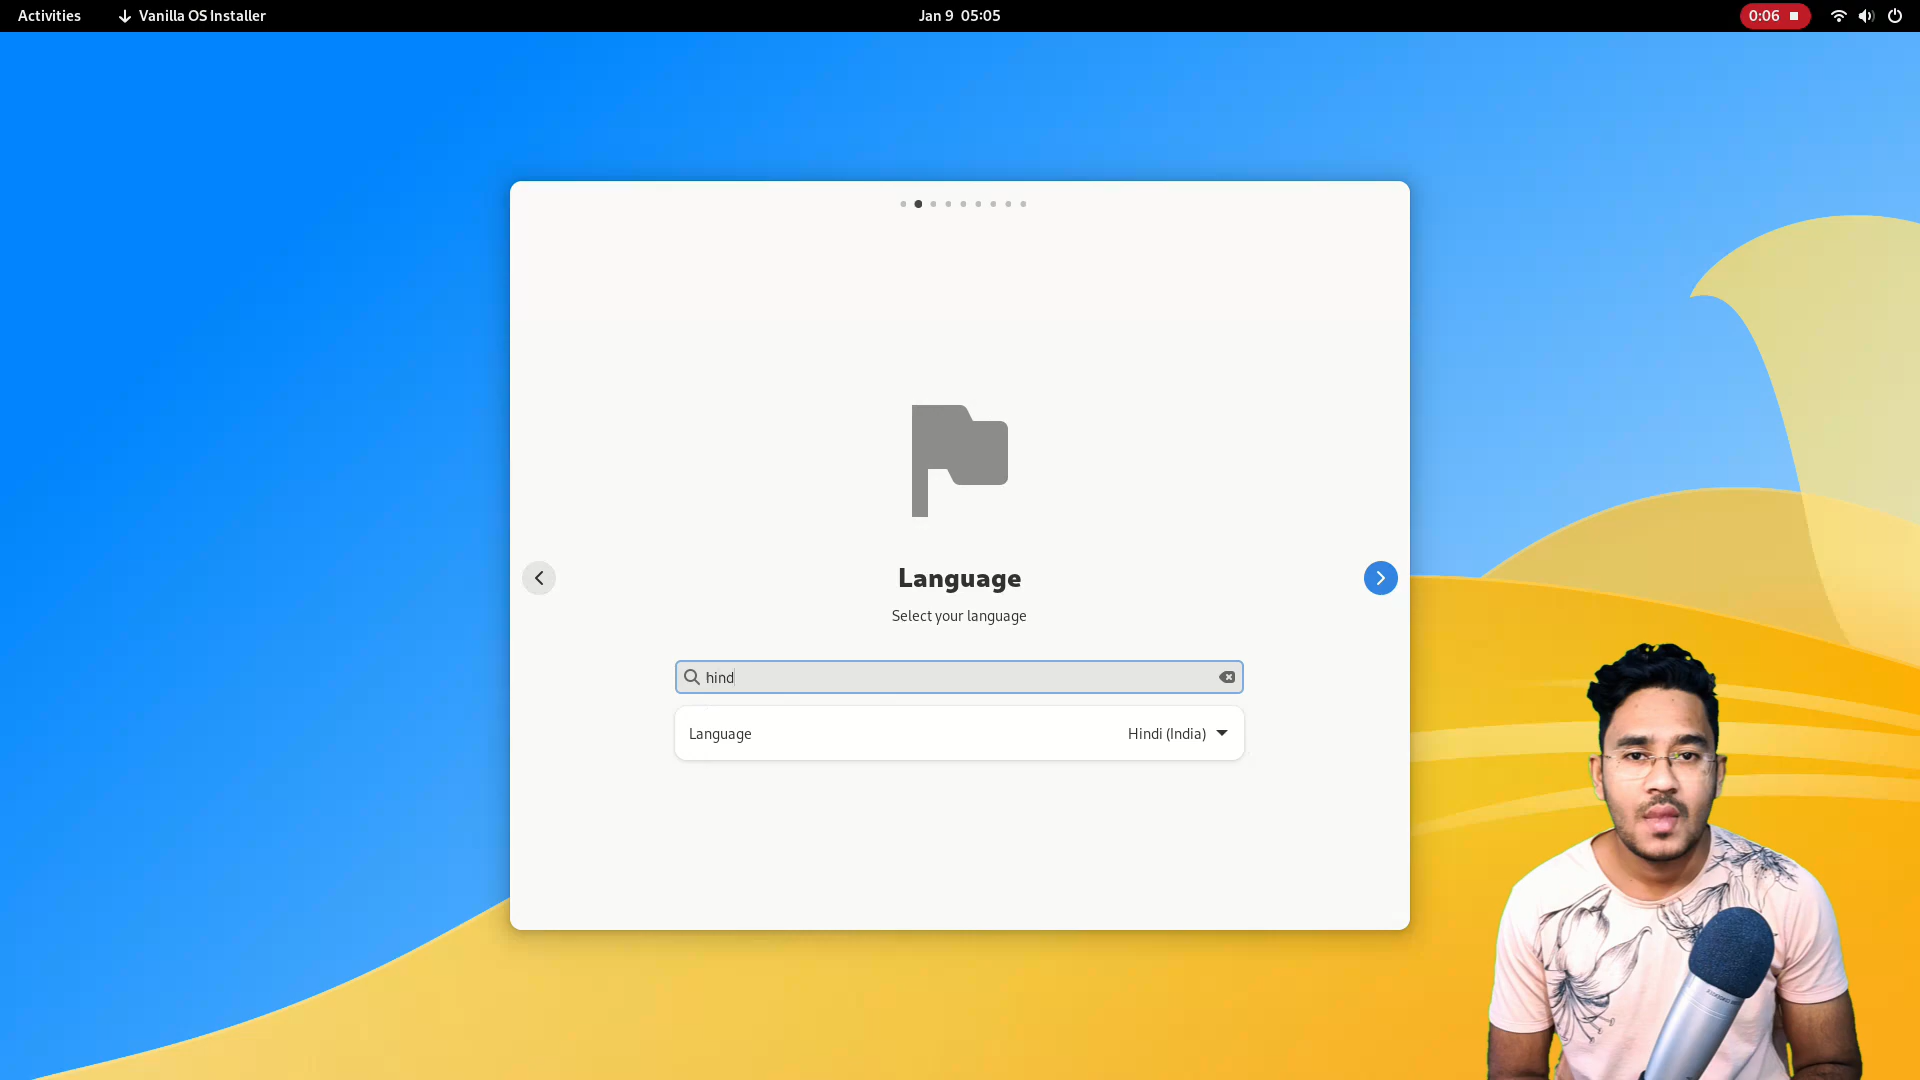 Activities
Vanilla OS Installer
Jan 9 05:05
0:06
Language
Select your language
hind
Language
Hindi (India)